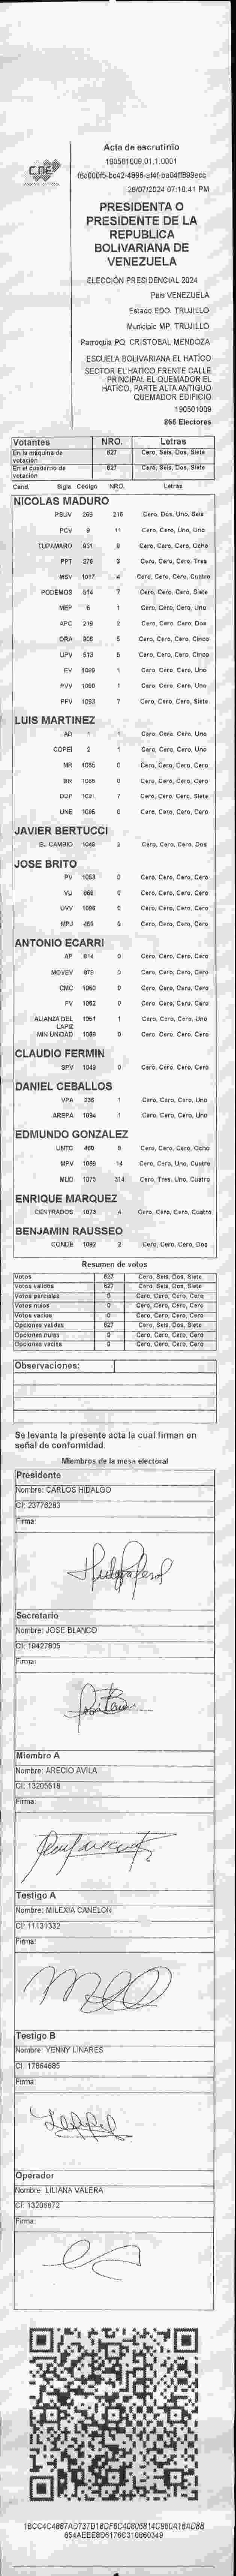 CNE
Acta de escrutinio
190501009.01.1.0001
28/07/2024 07:10:41 PM
PRESIDENTA O
PRESIDENTE DE LA
REPUBLICA
BOLIVARIANA DE
VENEZUELA
ELECCIÓN PRESIDENCIAL 2024
Pais VENEZUELA
Estado EDO. TRUJILLO
Municipio MP. TRUJILLO
Parroquia PQ. CRISTOBAL MENDOZA
ESCUELA BOLIVARIANA EL HATICO
SECTOR EL HATICO FRENTE CALLE
PRINCIPAL EL QUEMADOR EL
HATICO, PARTE ALTA ANTIGUO
QUEMADOR EDIFICIO
190501009
866 Electores
Votantes NRO. Letras
En la máquina de votación 627 Cero, Seis, Dos, Siete
En el cuaderno de votación 627 Cero, Seis, Dos, Siete
Cand. Sigla Código NRO. Letras
NICOLAS MADURO
PSUV 269 216 Cero, Dos, Uno, Seis
PCV 9 11 Cero, Cero, Uno, Uno
TUPAMARO 931 8 Cero, Cero, Cero, Ocho
PPT 276 3 Cero, Cero, Cero, Tres
MSV 1017 4 Cero, Cero, Cero, Cuatro
PODEMOS 514 7 Cero, Cero, Cero, Siete
MEP 6 1 Cero, Cero, Cero, Uno
APC 219 2 Cero, Cero, Cero, Dos
ORA 906 5 Cero, Cero, Cero, Cinco
UPV 513 5 Cero, Cero, Cero, Cinco
EV 1089 1 Cero, Cero, Cero, Uno
PVV 1090 1 Cero, Cero, Cero, Uno
PFV 1093 7 Cero, Cero, Cero, Siete
LUIS MARTINEZ
AD 1 1 Cero, Cero, Cero, Uno
COPEI 2 1 Cero, Cero, Cero, Uno
MR 1065 0 Cero, Cero, Cero, Cero
BR 1066 0 Cero, Cero, Cero, Cero
DDP 1091 7 Cero, Cero, Cero, Siete
UNE 1095 0 Cero, Cero, Cero, Cero
JAVIER BERTUCCI
EL CAMBIO 1049 2 Cero, Cero, Cero, Dos
JOSE BRITO
PV 1053 0 Cero, Cero, Cero, Cero
VU 869 0 Cero, Cero, Cero, Cero
UVV 1096 0 Cero, Cero, Cero, Cero
MPJ 455 0 Cero, Cero, Cero, Cero
ANTONIO ECARRI
AP 814 0 Cero, Cero, Cero, Cero
MOVEV 679 0 Cero, Cero, Cero, Cero
CMC 1060 0 Cero, Cero, Cero, Cero
FV 1062 0 Cero, Cero, Cero, Cero
ALIANZA DEL LAPIZ 1061 1 Cero, Cero, Cero, Uno
MIN UNIDAD 1088 0 Cero, Cero, Cero, Cero
CLAUDIO FERMIN
SPV 1049 0 Cero, Cero, Cero, Cero
DANIEL CEBALLOS
VPA 236 1 Cero, Cero, Cero, Uno
AREPA 1094 1 Cero, Cero, Cero, Uno
EDMUNDO GONZALEZ
UNTC 460 8 Cero, Cero, Cero, Ocho
MPV 1069 14 Cero, Cero, Uno, Cuatro
MUD 1075 314 Cero, Tres, Uno, Cuatro
ENRIQUE MARQUEZ
CENTRADOS 1073 4 Cero, Cero, Cero, Cuatro
BENJAMIN RAUSSEO
CONDE 1092 2 Cero, Cero, Cero, Dos
Resumen de votos
Votos 627 Cero, Seis, Dos, Siete
Votos validos 627 Cero, Seis, Dos, Siete
Votos parciales 0 Cero, Cero, Cero, Cero
Votos nulos 0 Cero, Cero, Cero, Cero
Votos vacios 0 Cero, Cero, Cero, Cero
Opciones validas 627 Cero, Seis, Dos, Siete
Opciones nulas 0 Cero, Cero, Cero, Cero
Opciones vacias 0 Cero, Cero, Cero, Cero
Observaciones:
Se levanta la presente acta la cual firman en
señal de conformidad.
Miembros de la mesa electoral
Presidente
Nombre: CARLOS HIDALGO
CI: 23776263
Firma:
Secretario
Nombre: JOSE BLANCO
CI: 19427805
Firma:
Miembro A
Nombre: ARECIO AVILA
CI: 13205518
Firma:
Testigo A
Nombre: MILEXIA CANELON
CI: 11131332
Firma:
Testigo B
Nombre: YENNY LINARES
CI: 17864685
Firma:
Operador
Nombre: LILIANA VALERA
CI: 13206672
Firma: